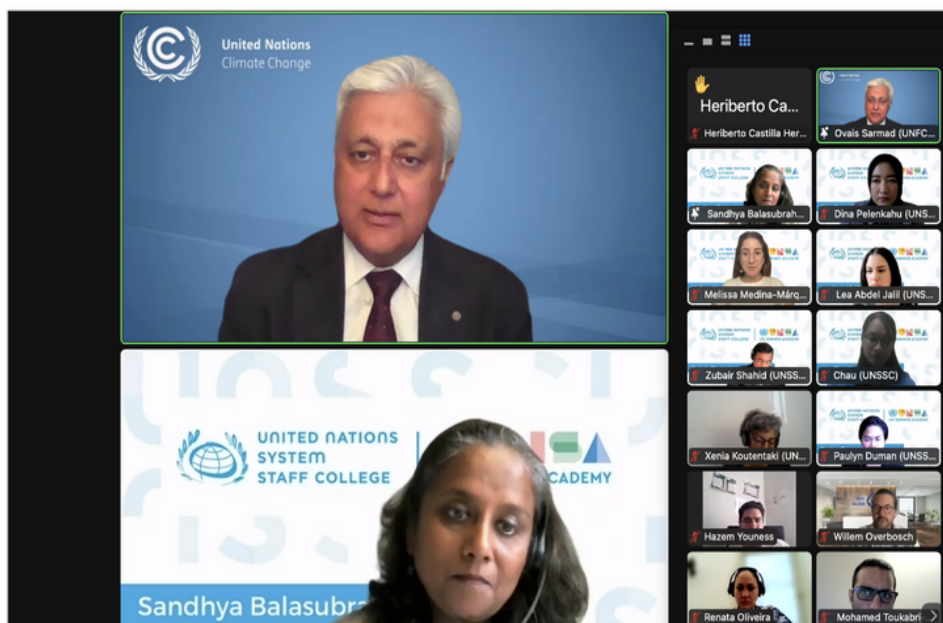 United Nations
Climate Change
UNITED NATIONS
SYSTEM
STAFF COLLEGE
CADEMY
Sandhya Balasubra
Heriberto Ca...
Heriberto Castilla Her...
Ovais Sarmad (UNFC...
Sandhya Balasubrah...
Dina Pelenkahu (UNS...
Melissa Medina-Márq...
Lea Abdel Jalil (UNS...
Zubair Shahid (UNSS...
Chau (UNSSC)
Xenia Koutentaki (UN...
Paulyn Duman (UNSS...
Hazem Youness
Willem Overbosch
Renata Oliveira
Mohamed Toukabri